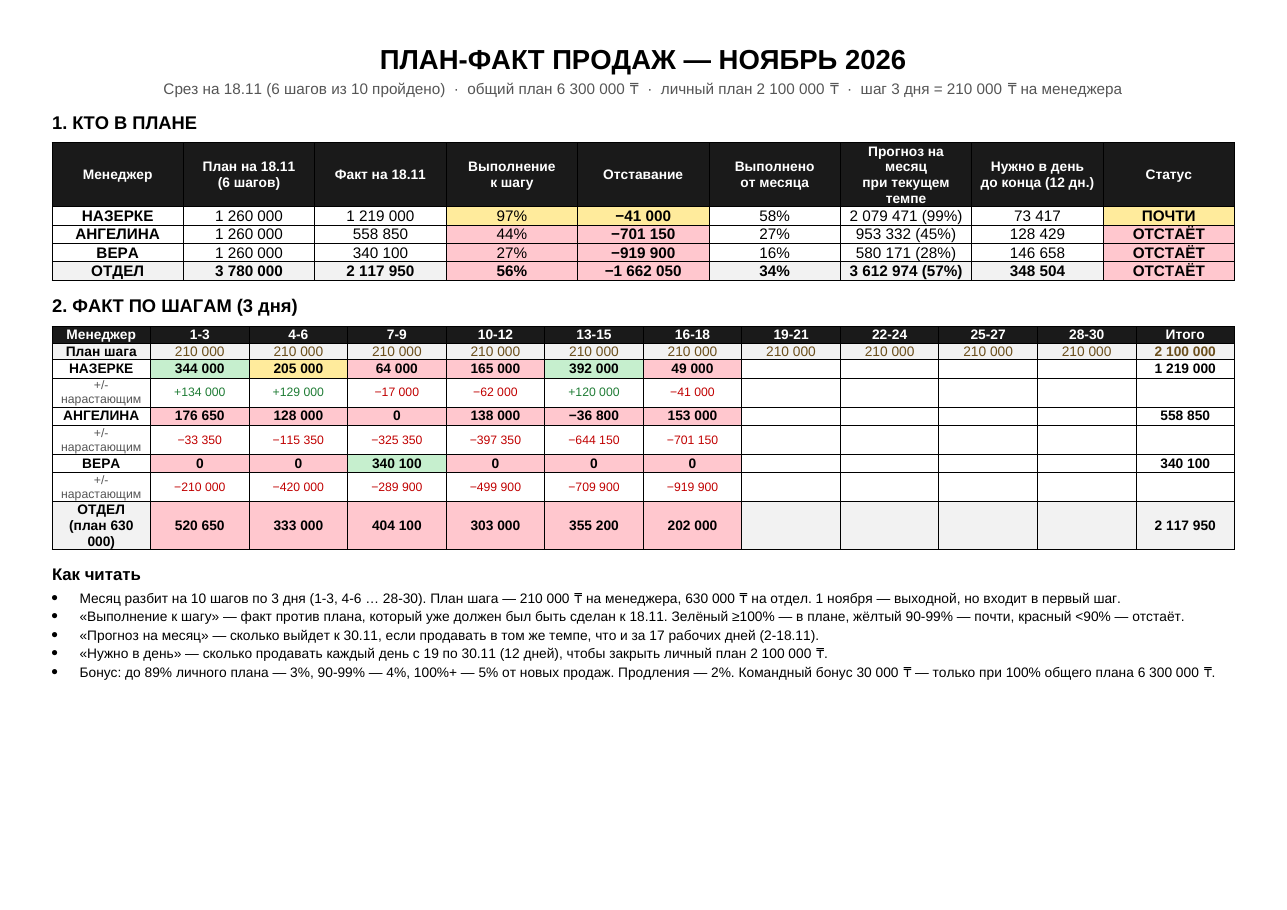 ПЛАН-ФАКТ ПРОДАЖ — НОЯБРЬ 2026
Срез на 18.11 (6 шагов из 10 пройдено) · общий план 6 300 000 ₸ · личный план 2 100 000 ₸ · шаг 3 дня = 210 000 ₸ на менеджера
1. КТО В ПЛАНЕ
Менеджер План на 18.11 (6 шагов) Факт на 18.11 Выполнение к шагу Отставание Выполнено от месяца Прогноз на месяц при текущем темпе Нужно в день до конца (12 дн.) Статус
НАЗЕРКЕ 1 260 000 1 219 000 97% −41 000 58% 2 079 471 (99%) 73 417 ПОЧТИ
АНГЕЛИНА 1 260 000 558 850 44% −701 150 27% 953 332 (45%) 128 429 ОТСТАЁТ
ВЕРА 1 260 000 340 100 27% −919 900 16% 580 171 (28%) 146 658 ОТСТАЁТ
ОТДЕЛ 3 780 000 2 117 950 56% −1 662 050 34% 3 612 974 (57%) 348 504 ОТСТАЁТ
2. ФАКТ ПО ШАГАМ (3 дня)
Менеджер 1-3 4-6 7-9 10-12 13-15 16-18 19-21 22-24 25-27 28-30 Итого
План шага 210 000 210 000 210 000 210 000 210 000 210 000 210 000 210 000 210 000 210 000 2 100 000
НАЗЕРКЕ 344 000 205 000 64 000 165 000 392 000 49 000 1 219 000
+/- нарастающим +134 000 +129 000 −17 000 −62 000 +120 000 −41 000
АНГЕЛИНА 176 650 128 000 0 138 000 −36 800 153 000 558 850
+/- нарастающим −33 350 −115 350 −325 350 −397 350 −644 150 −701 150
ВЕРА 0 0 340 100 0 0 0 340 100
+/- нарастающим −210 000 −420 000 −289 900 −499 900 −709 900 −919 900
ОТДЕЛ (план 630 000) 520 650 333 000 404 100 303 000 355 200 202 000 2 117 950
Как читать
• Месяц разбит на 10 шагов по 3 дня (1-3, 4-6 … 28-30). План шага — 210 000 ₸ на менеджера, 630 000 ₸ на отдел. 1 ноября — выходной, но входит в первый шаг.
• «Выполнение к шагу» — факт против плана, который уже должен был быть сделан к 18.11. Зелёный ≥100% — в плане, жёлтый 90-99% — почти, красный <90% — отстаёт.
• «Прогноз на месяц» — сколько выйдет к 30.11, если продавать в том же темпе, что и за 17 рабочих дней (2-18.11).
• «Нужно в день» — сколько продавать каждый день с 19 по 30.11 (12 дней), чтобы закрыть личный план 2 100 000 ₸.
• Бонус: до 89% личного плана — 3%, 90-99% — 4%, 100%+ — 5% от новых продаж. Продления — 2%. Командный бонус 30 000 ₸ — только при 100% общего плана 6 300 000 ₸.